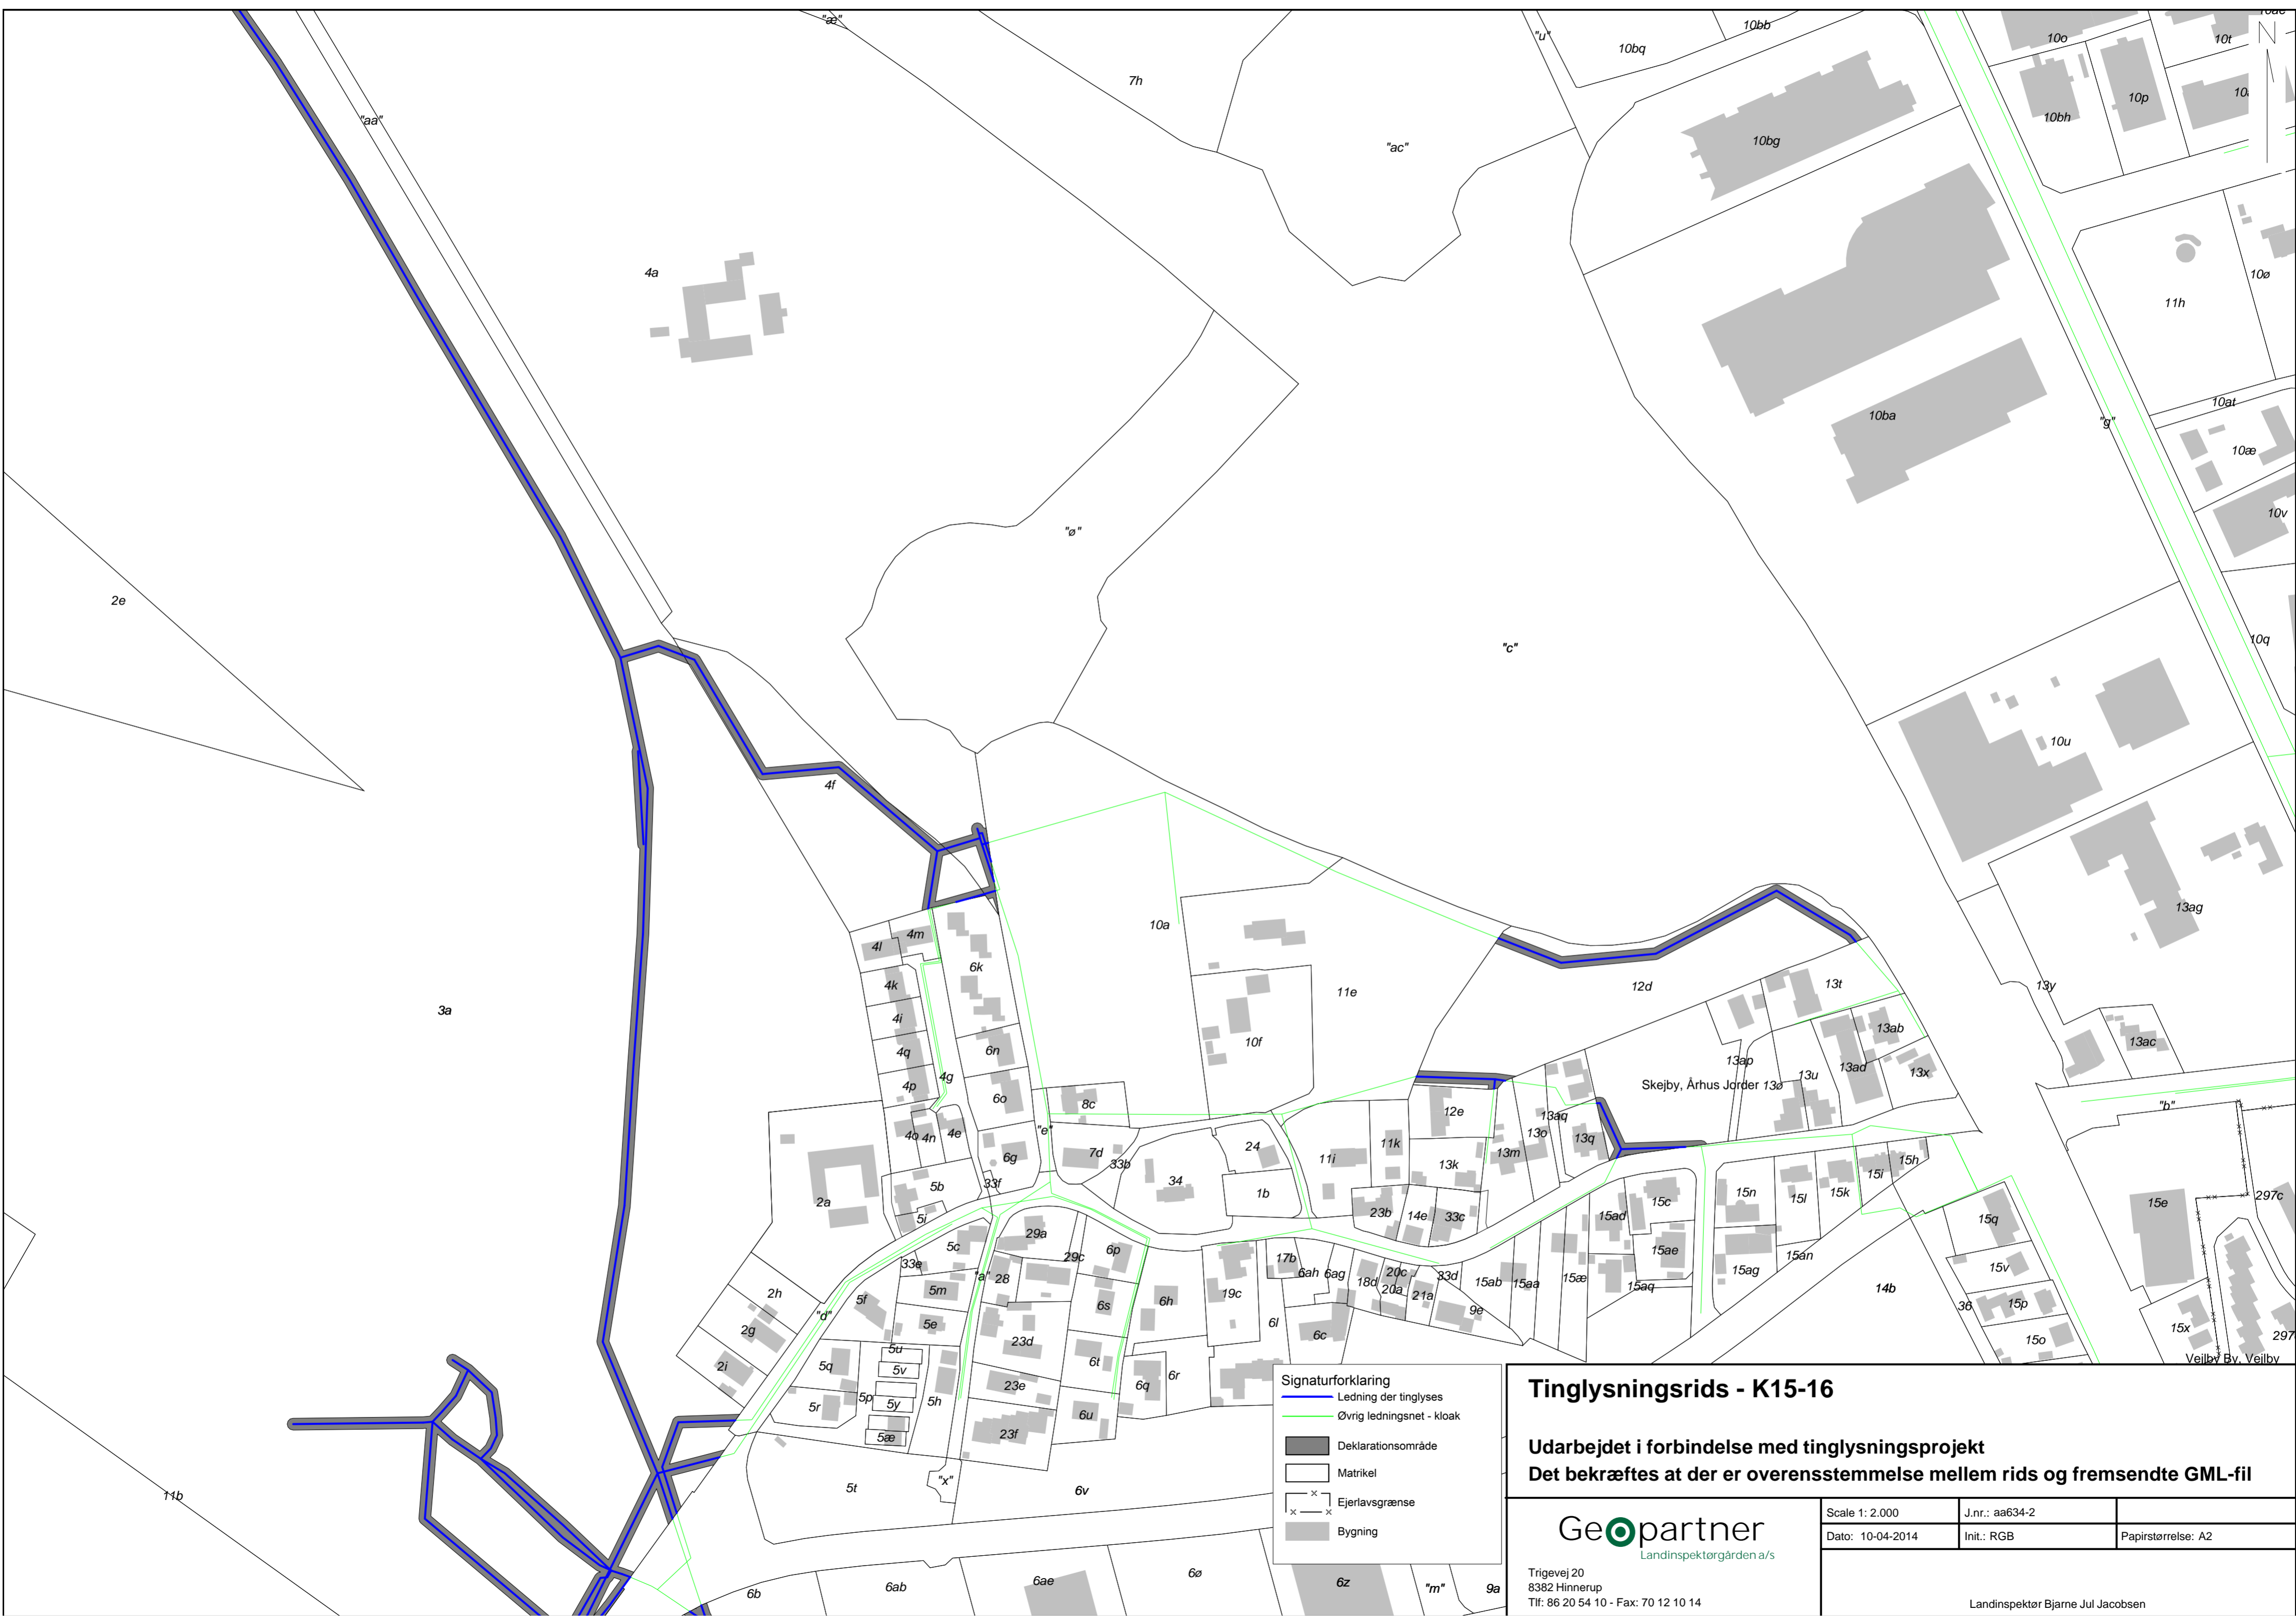 "æ"
"u"
10bb
10bq
10o
10t
N
7h
10bh
10p
"aa"
"ac"
10bg
4a
10ø
11h
10at
10ba
"g"
10æ
10v
"ø"
2e
"c"
10q
10u
4f
13ag
10a
4l
4m
6k
11e
12d
13t
13y
4k
4i
3a
10f
13ab
13ac
4q
6n
13ap
4g
4p
13ad
13x
Skejby, Århus Jorder
13ø
13u
6o
8c
12e
"b"
13aq
4o
4n
4e
"e"
24
11k
13o
13q
7d
33b
11i
13k
13m
6g
34
1b
15i
15h
5b
33f
2a
15c
15n
15l
15k
297c
5i
23b
14e
33c
15ad
15q
15e
29a
29c
6p
5c
17b
6ah
6ag
15ae
15an
33e
"a"
28
18d
20c
33d
15ab
15aa
15æ
15ag
15v
2h
5m
20a
21a
15aq
14b
5f
6s
6h
19c
9e
36
15p
"d"
5e
6l
2g
23d
6c
15x
15o
297
5u
5v
6t
2i
5q
Vejlby By, Vejlby
5p
5h
23e
6q
6r
5r
5y
6u
5æ
23f
11b
5t
"x"
6v
6b
6ab
6ae
6ø
6z
"m"
9a
Signaturforklaring
Ledning der tinglyses
Øvrig ledningsnet - kloak
Deklarationsområde
Matrikel
Ejerlavsgrænse
Bygning
Tinglysningsrids - K15-16
Udarbejdet i forbindelse med tinglysningsprojekt
Det bekræftes at der er overensstemmelse mellem rids og fremsendte GML-fil
Geopartner
Landinspektørgården a/s
Trigevej 20
8382 Hinnerup
Tlf: 86 20 54 10 - Fax: 70 12 10 14
Scale 1: 2.000
J.nr.: aa634-2
Dato: 10-04-2014
Init.: RGB
Papirstørrelse: A2
Landinspektør Bjarne Jul Jacobsen